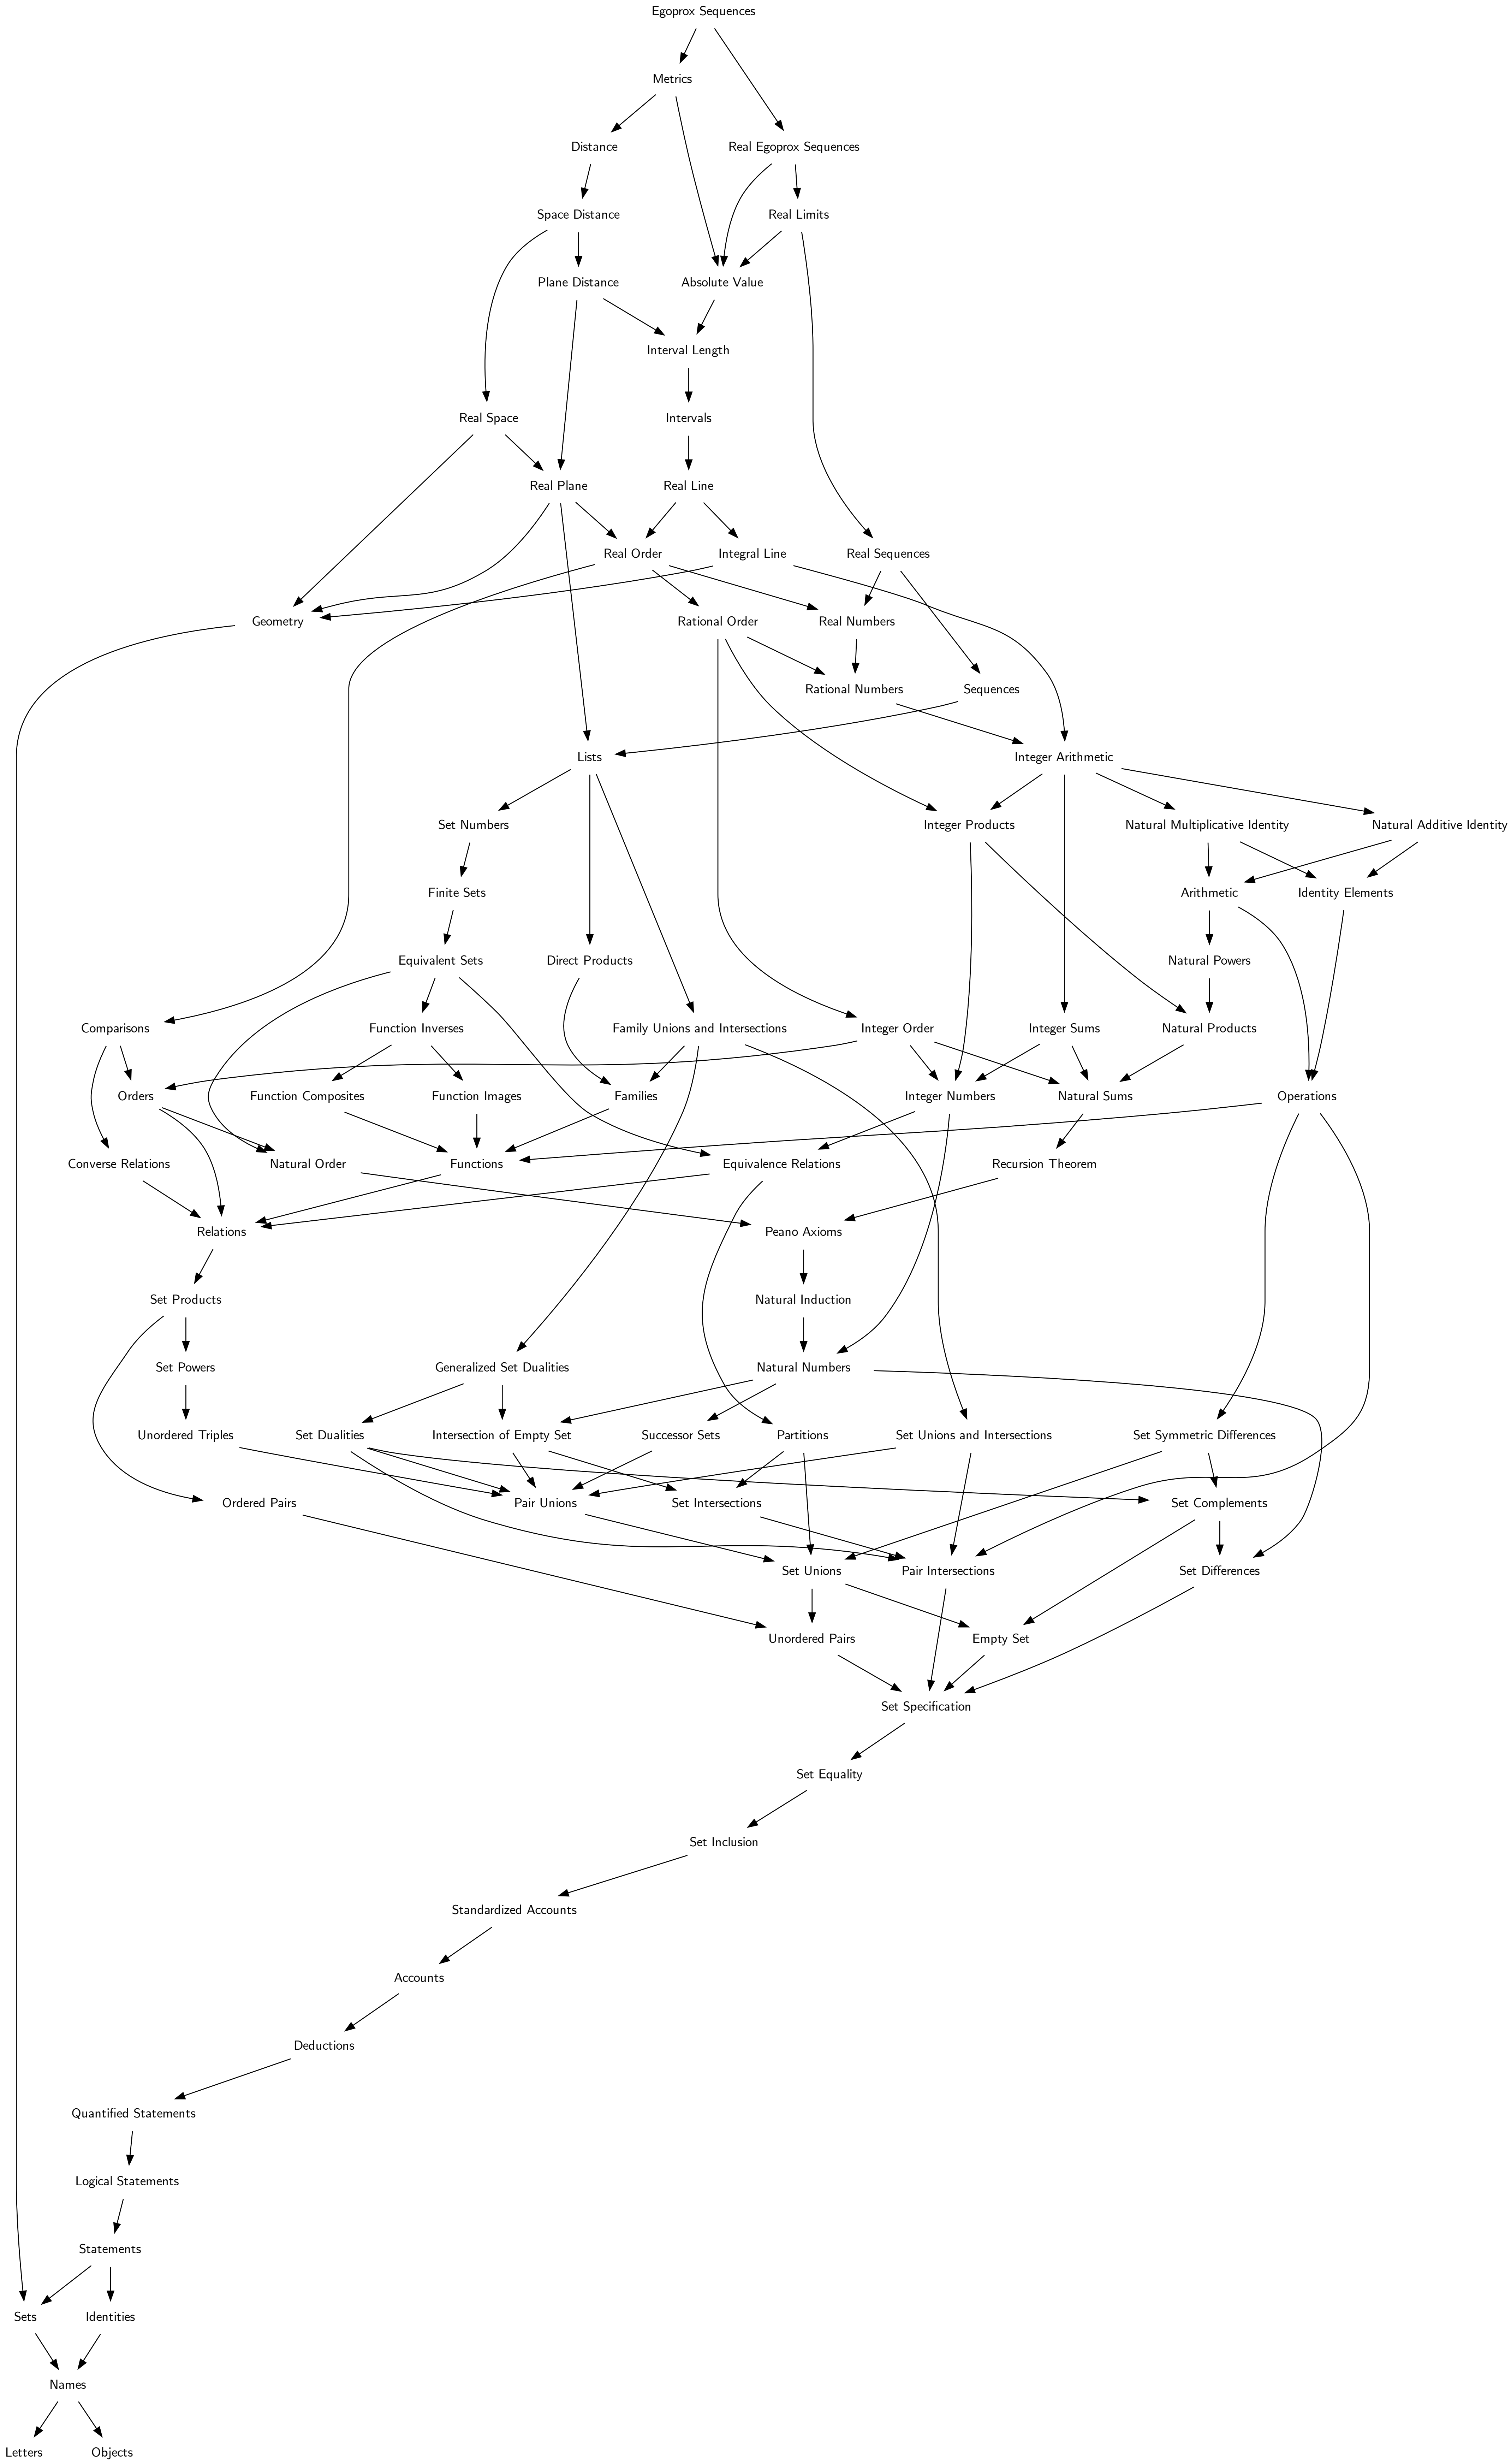 Egoprox Sequences
Metrics
Distance
Real Egoprox Sequences
Space Distance
Real Limits
Plane Distance
Absolute Value
Interval Length
Real Space
Intervals
Real Plane
Real Line
Real Order
Integral Line
Real Sequences
Geometry
Rational Order
Real Numbers
Rational Numbers
Sequences
Lists
Integer Arithmetic
Set Numbers
Integer Products
Natural Multiplicative Identity
Natural Additive Identity
Finite Sets
Arithmetic
Identity Elements
Equivalent Sets
Direct Products
Natural Powers
Comparisons
Function Inverses
Family Unions and Intersections
Integer Order
Integer Sums
Natural Products
Orders
Function Composites
Function Images
Families
Integer Numbers
Natural Sums
Operations
Converse Relations
Natural Order
Functions
Equivalence Relations
Recursion Theorem
Relations
Peano Axioms
Set Products
Natural Induction
Set Powers
Generalized Set Dualities
Natural Numbers
Unordered Triples
Set Dualities
Intersection of Empty Set
Successor Sets
Partitions
Set Unions and Intersections
Set Symmetric Differences
Ordered Pairs
Pair Unions
Set Intersections
Set Complements
Set Unions
Pair Intersections
Set Differences
Unordered Pairs
Empty Set
Set Specification
Set Equality
Set Inclusion
Standardized Accounts
Accounts
Deductions
Quantified Statements
Logical Statements
Statements
Sets
Identities
Names
Letters
Objects